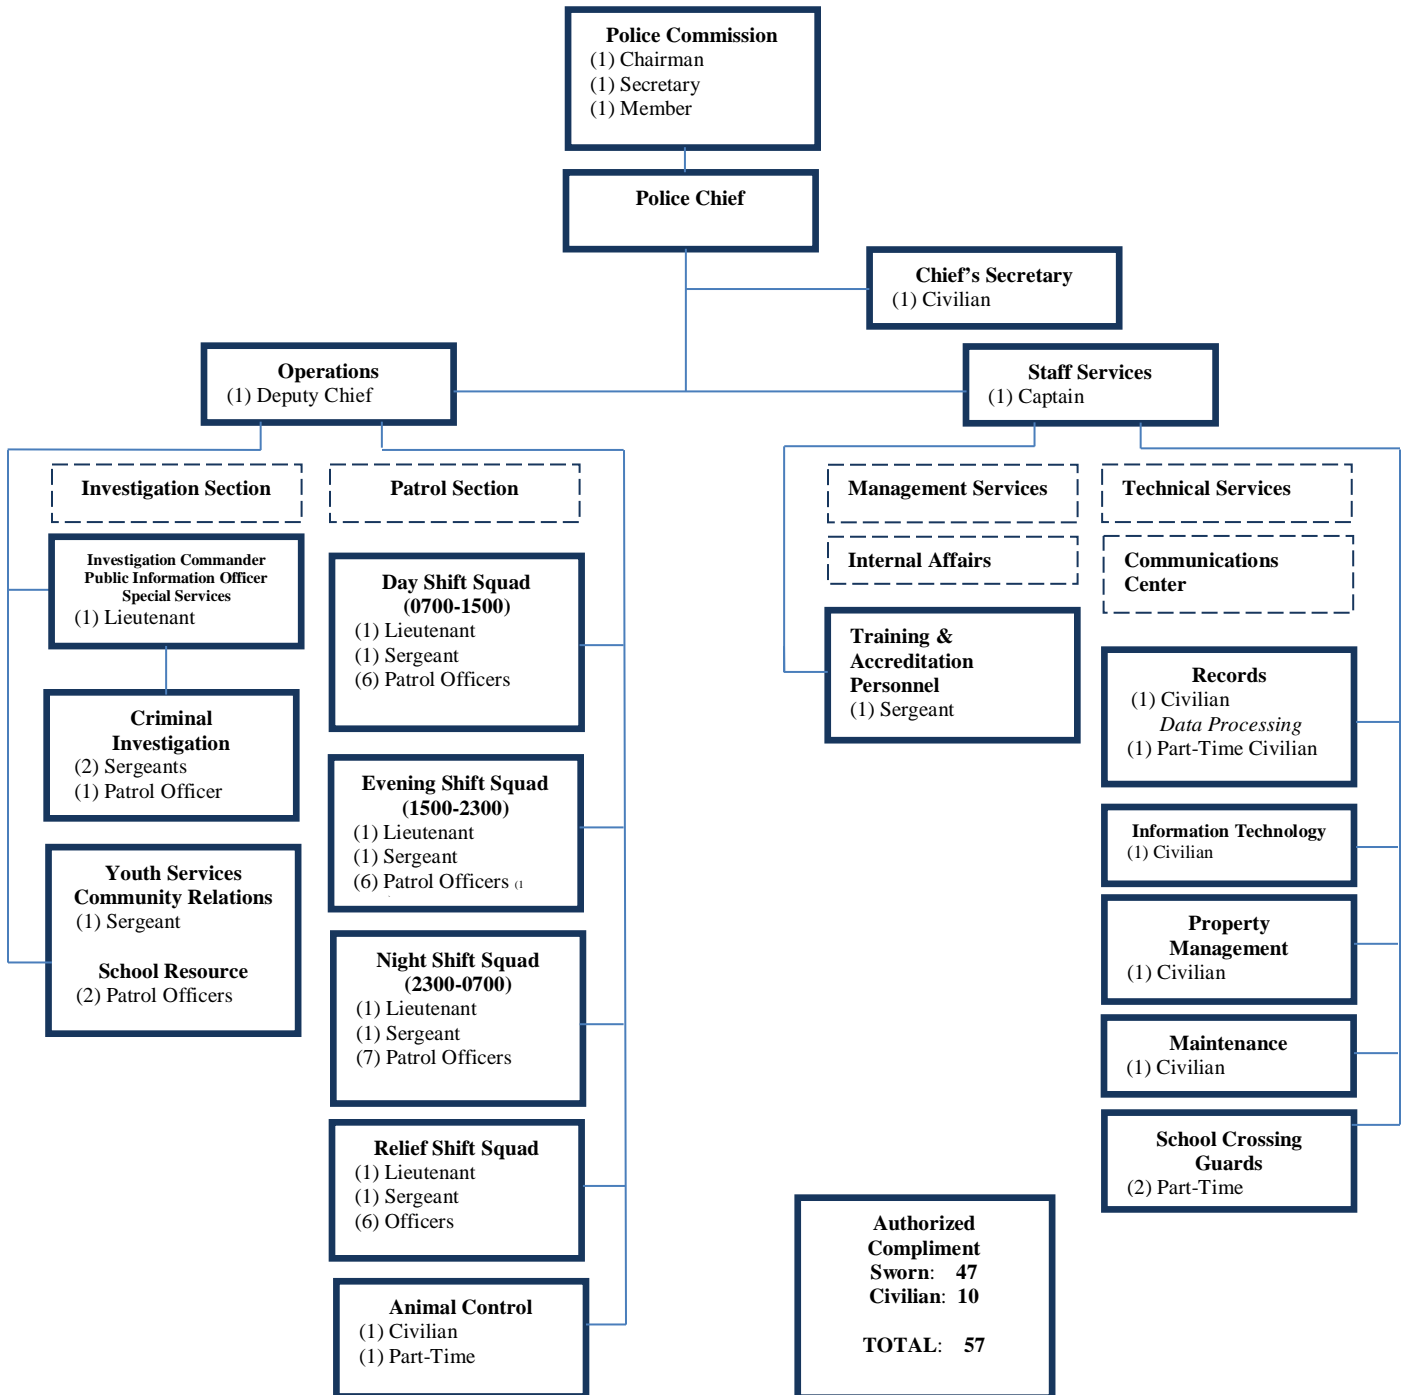 Police Commission
(1) Chairman
(1) Secretary
(1) Member
Police Chief
Chief’s Secretary
(1) Civilian
Operations
(1) Deputy Chief
Staff Services
(1) Captain
Investigation Section
Investigation Commander
Public Information Officer
Special Services
(1) Lieutenant
Criminal
Investigation
(2) Sergeants
(1) Patrol Officer
Youth Services
Community Relations
(1) Sergeant
School Resource
(2) Patrol Officers
Patrol Section
Day Shift Squad
(0700-1500)
(1) Lieutenant
(1) Sergeant
(6) Patrol Officers
Evening Shift Squad
(1500-2300)
(1) Lieutenant
(1) Sergeant
(6) Patrol Officers (1
Night Shift Squad
(2300-0700)
(1) Lieutenant
(1) Sergeant
(7) Patrol Officers
Relief Shift Squad
(1) Lieutenant
(1) Sergeant
(6) Officers
Animal Control
(1) Civilian
(1) Part-Time
Management Services
Internal Affairs
Training &
Accreditation
Personnel
(1) Sergeant
Technical Services
Communications
Center
Records
(1) Civilian
Data Processing
(1) Part-Time Civilian
Information Technology
(1) Civilian
Property
Management
(1) Civilian
Maintenance
(1) Civilian
School Crossing
Guards
(2) Part-Time
Authorized
Compliment
Sworn: 47
Civilian: 10
TOTAL: 57